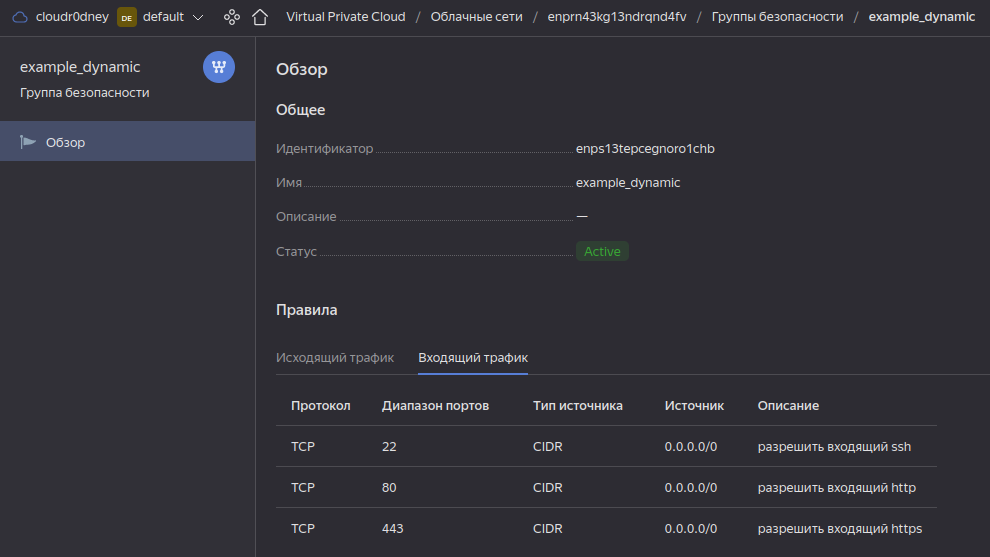 cloudr0dney DE default Virtual Private Cloud / Облачные сети / enprn43kg13ndrqnd4fv / Группы безопасности / example_dynamic
example_dynamic
Группа безопасности
Обзор
Обзор
Общее
Идентификатор enps13tepcegnoro1chb
Имя example_dynamic
Описание —
Статус Active
Правила
Исходящий трафик Входящий трафик
Протокол Диапазон портов Тип источника Источник Описание
TCP 22 CIDR 0.0.0.0/0 разрешить входящий ssh
TCP 80 CIDR 0.0.0.0/0 разрешить входящий http
TCP 443 CIDR 0.0.0.0/0 разрешить входящий https